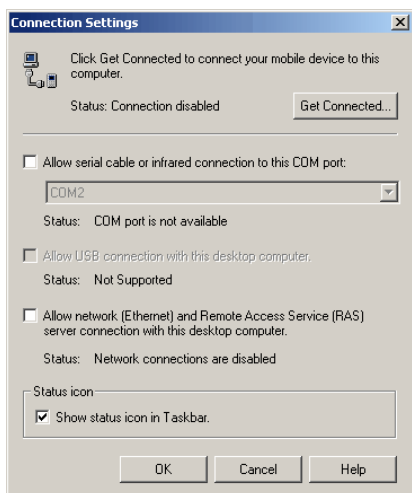 Connection Settings
Click Get Connected to connect your mobile device to this
computer.
Status: Connection disabled
Get Connected...
Allow serial cable or infrared connection to this COM port:
COM2
Status: COM port is not available
Allow USB connection with this desktop computer.
Status: Not Supported
Allow network (Ethernet) and Remote Access Service (RAS)
server connection with this desktop computer.
Status: Network connections are disabled
Status icon
Show status icon in Taskbar.
OK Cancel Help